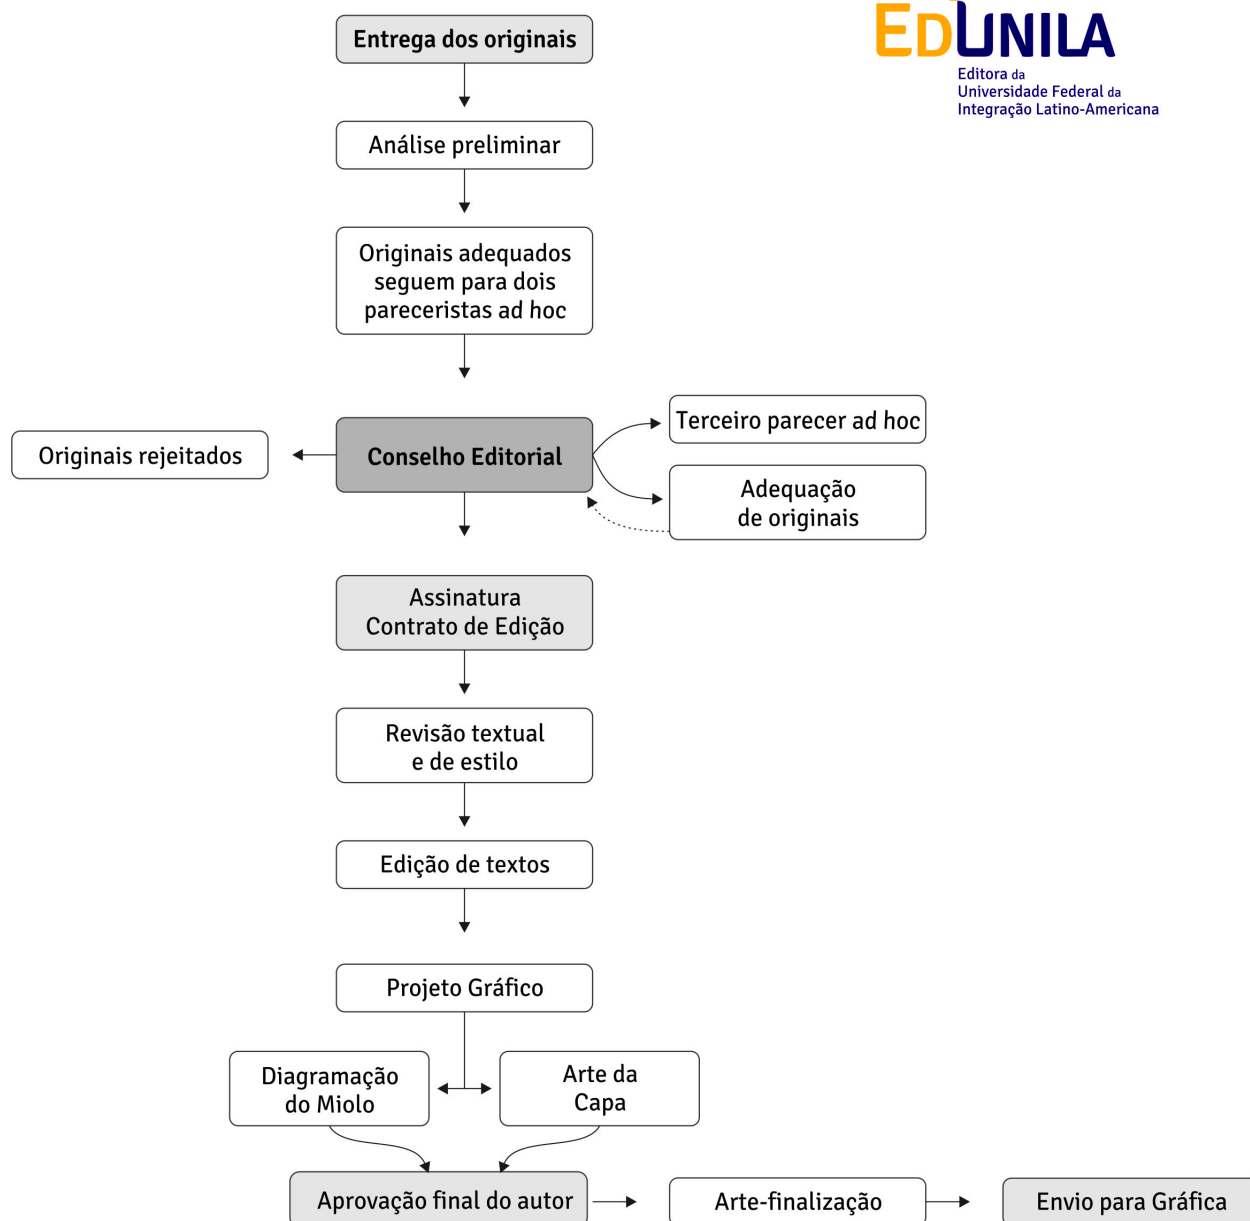 EDUNILA
Editora da
Universidade Federal da
Integração Latino-Americana
Entrega dos originais
Análise preliminar
Originais adequados
seguem para dois
pareceristas ad hoc
Originais rejeitados
Conselho Editorial
Terceiro parecer ad hoc
Adequação
de originais
Assinatura
Contrato de Edição
Revisão textual
e de estilo
Edição de textos
Projeto Gráfico
Diagramação
do Miolo
Arte da
Capa
Aprovação final do autor
Arte-finalização
Envio para Gráfica